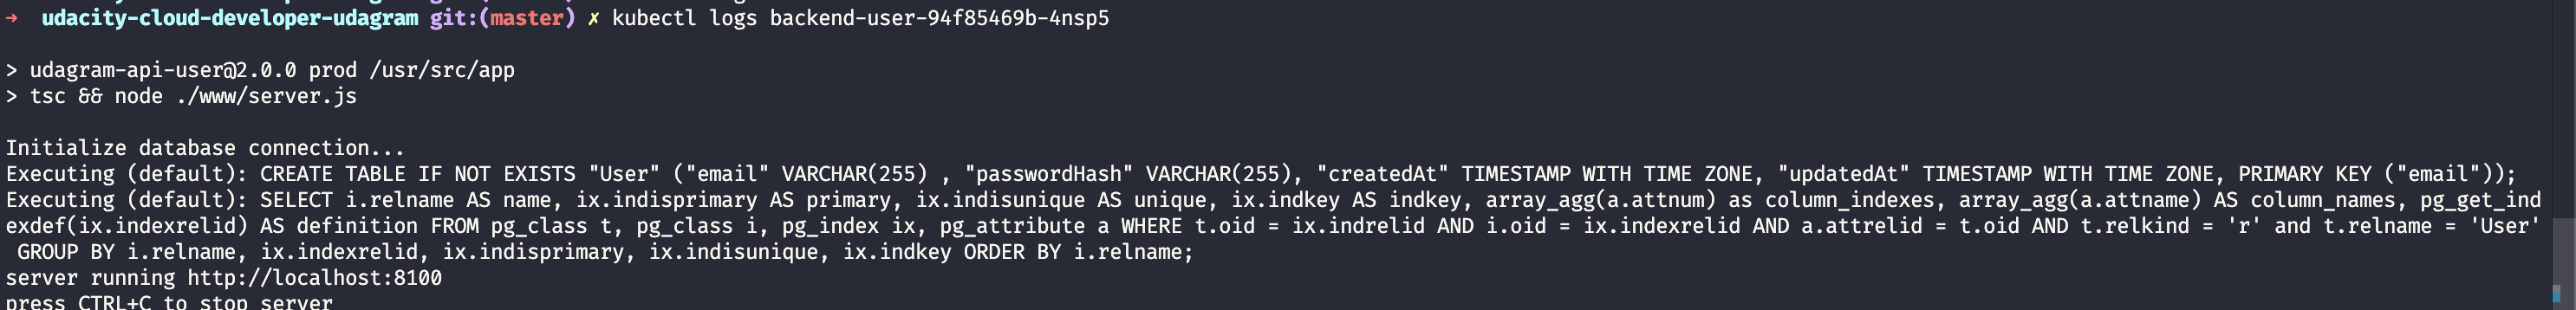 ➜  udacity-cloud-developer-udagram git:(master) ✗ kubectl logs backend-user-94f85469b-4nsp5
> udagram-api-user@2.0.0 prod /usr/src/app
> tsc && node ./www/server.js
Initialize database connection...
Executing (default): CREATE TABLE IF NOT EXISTS "User" ("email" VARCHAR(255) , "passwordHash" VARCHAR(255), "createdAt" TIMESTAMP WITH TIME ZONE, "updatedAt" TIMESTAMP WITH TIME ZONE, PRIMARY KEY ("email"));
Executing (default): SELECT i.relname AS name, ix.indisprimary AS primary, ix.indisunique AS unique, ix.indkey AS indkey, array_agg(a.attnum) as column_indexes, array_agg(a.attname) AS column_names, pg_get_ind
exdef(ix.indexrelid) AS definition FROM pg_class t, pg_class i, pg_index ix, pg_attribute a WHERE t.oid = ix.indrelid AND i.oid = ix.indexrelid AND a.attrelid = t.oid AND t.relkind = 'r' and t.relname = 'User'
 GROUP BY i.relname, ix.indexrelid, ix.indisprimary, ix.indisunique, ix.indkey ORDER BY i.relname;
server running http://localhost:8100
press CTRL+C to stop server